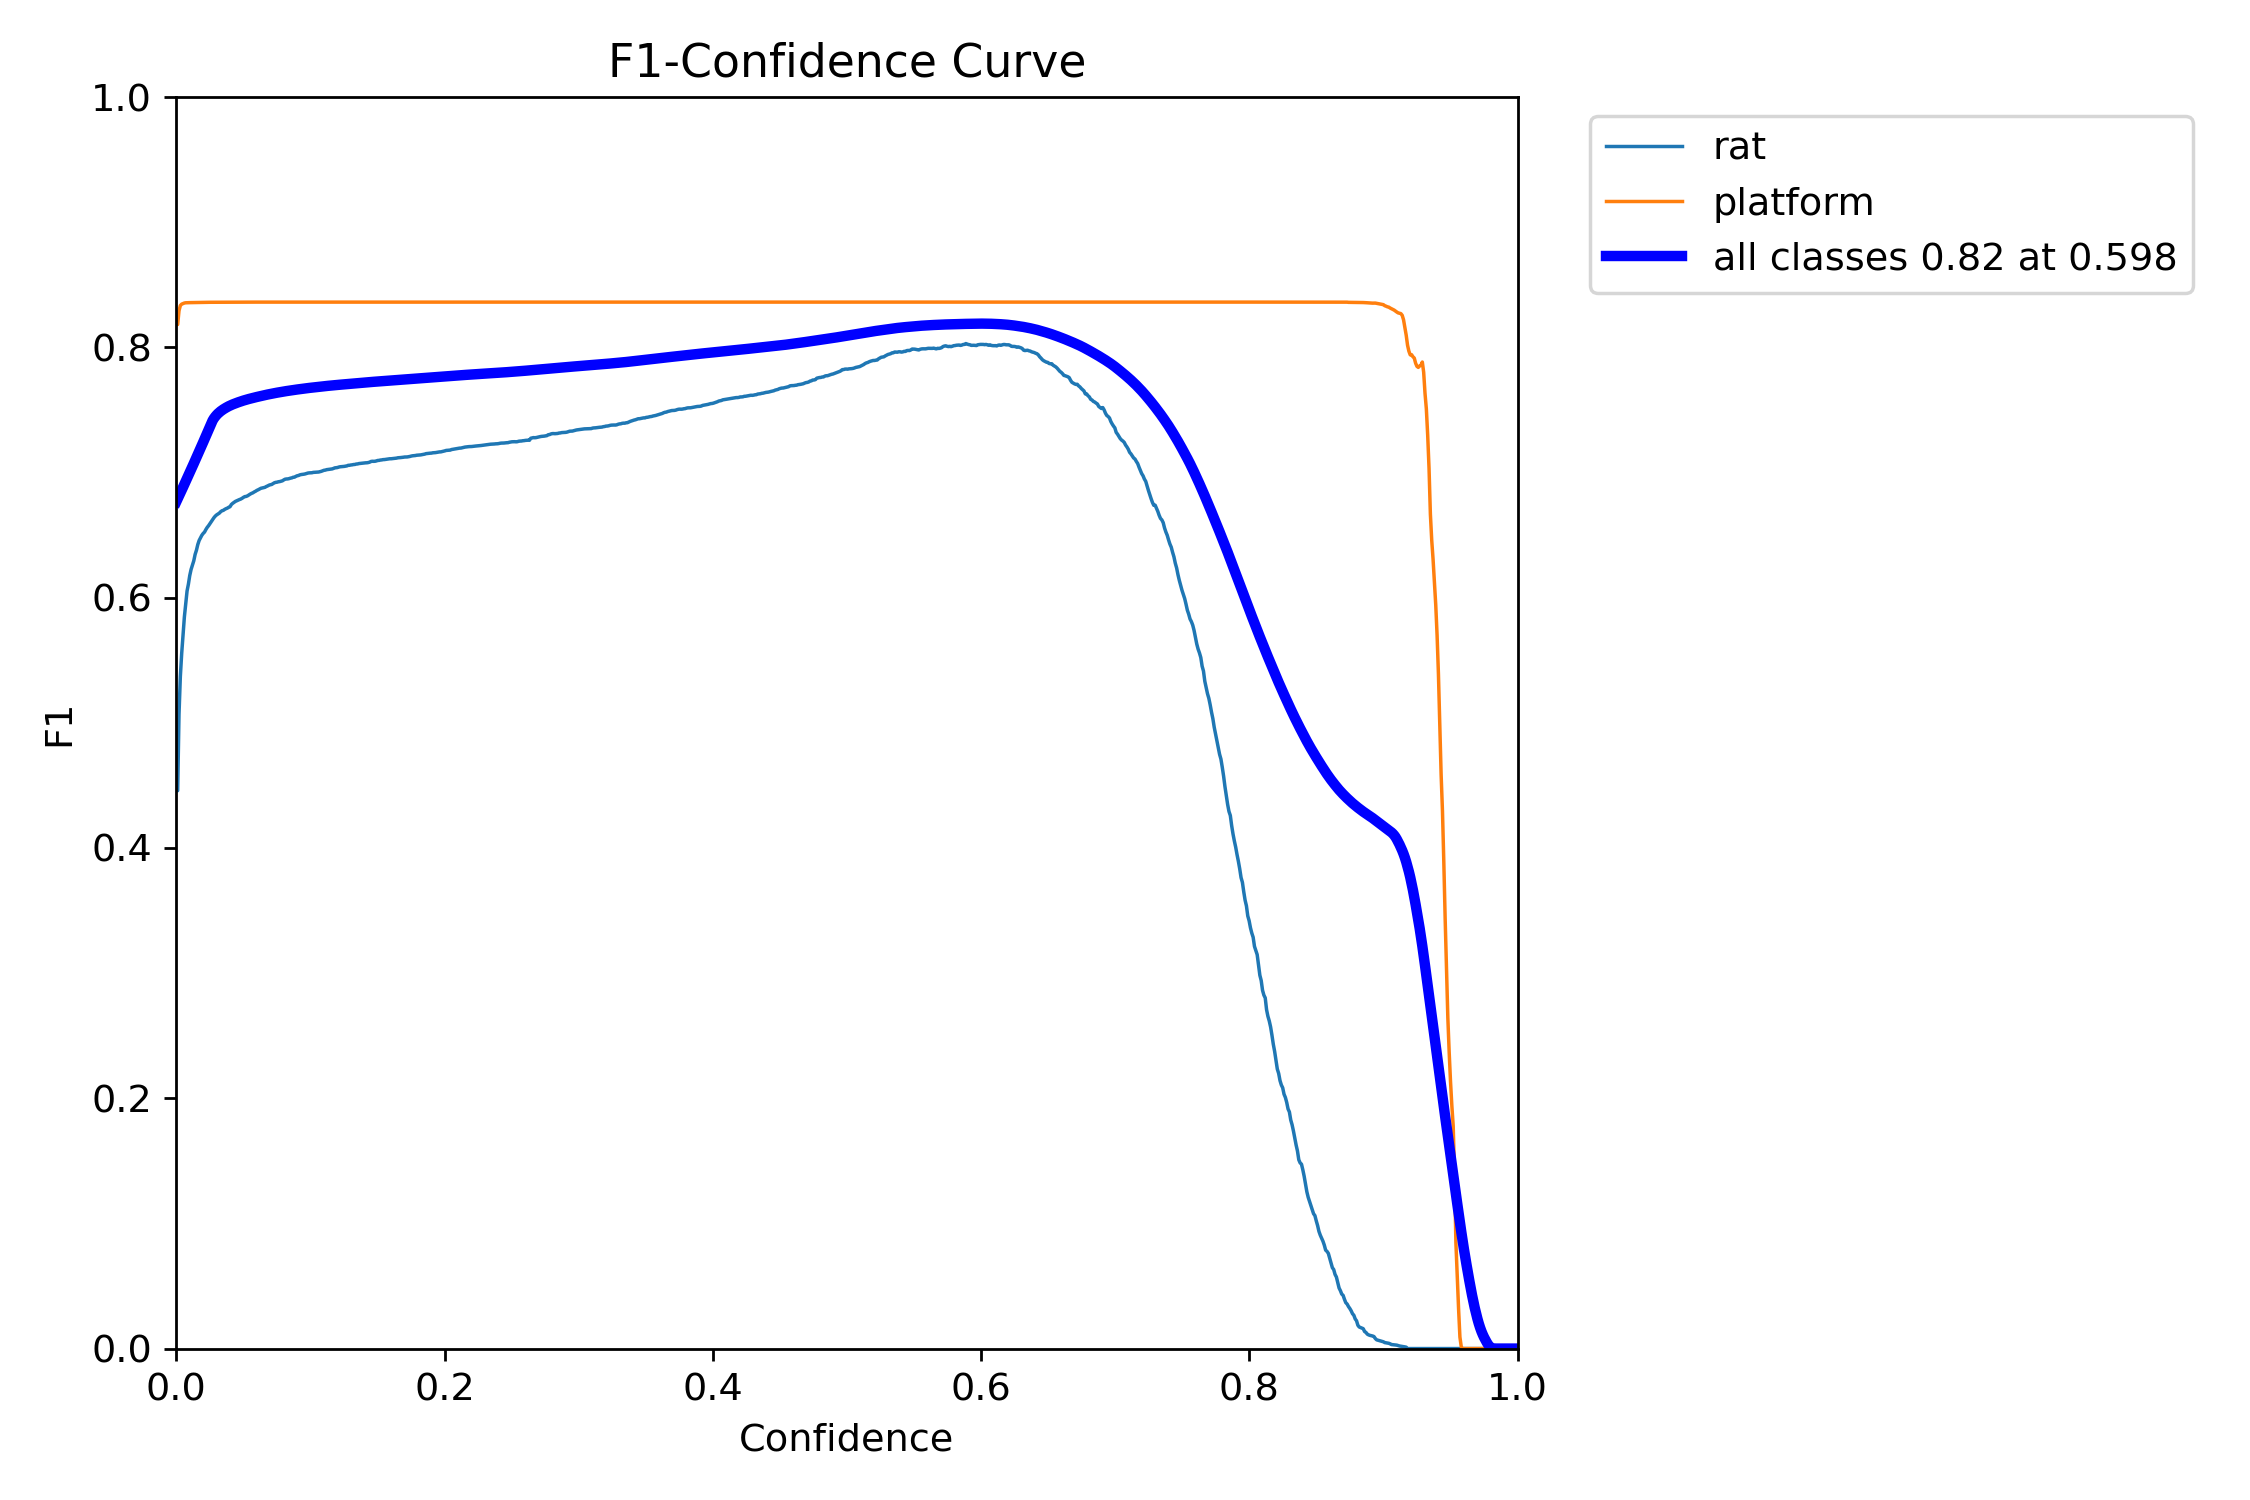 F1-Confidence Curve
1.0
0.8
0.6
0.4
0.2
0.0
F1
0.0 0.2 0.4 0.6 0.8 1.0
Confidence
rat
platform
all classes 0.82 at 0.598